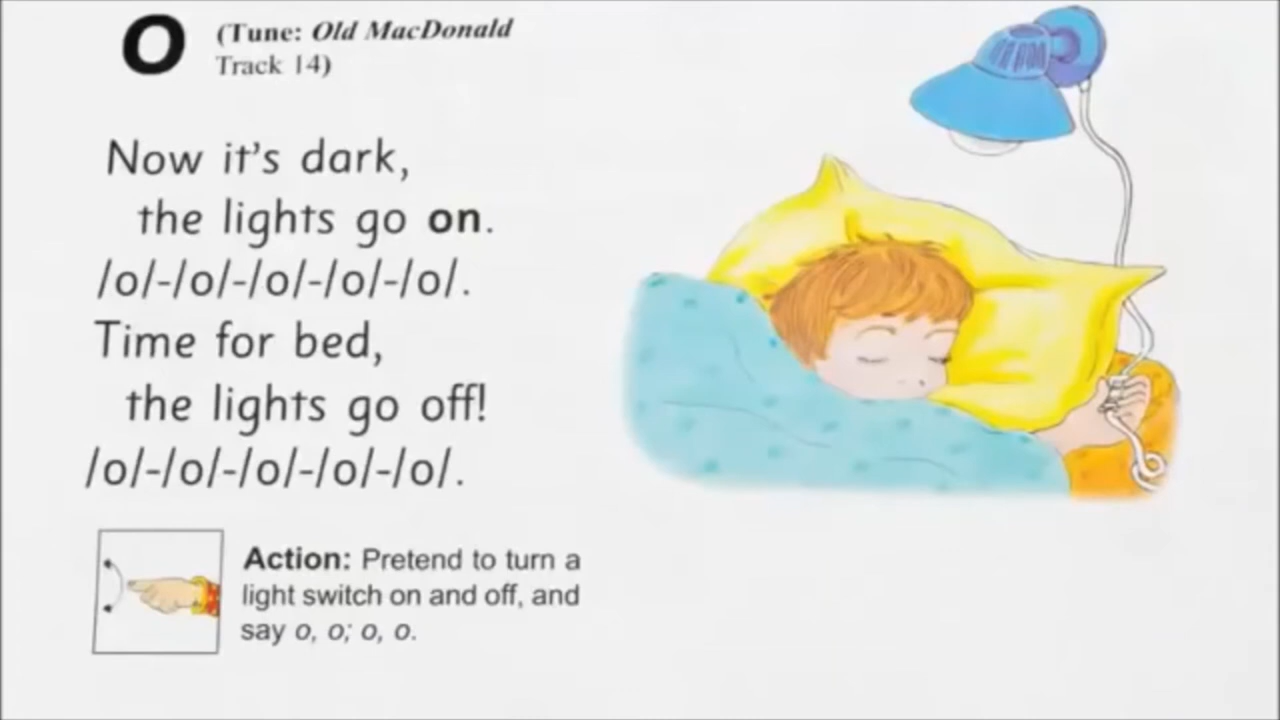 o (Tune: Old MacDonald
Track 14)
Now it's dark,
the lights go on.
/o/-/o/-/o/-/o/-/o/.
Time for bed,
the lights go off!
/o/-/o/-/o/-/o/-/o/.
Action: Pretend to turn a
light switch on and off, and
say o, o; o, o.